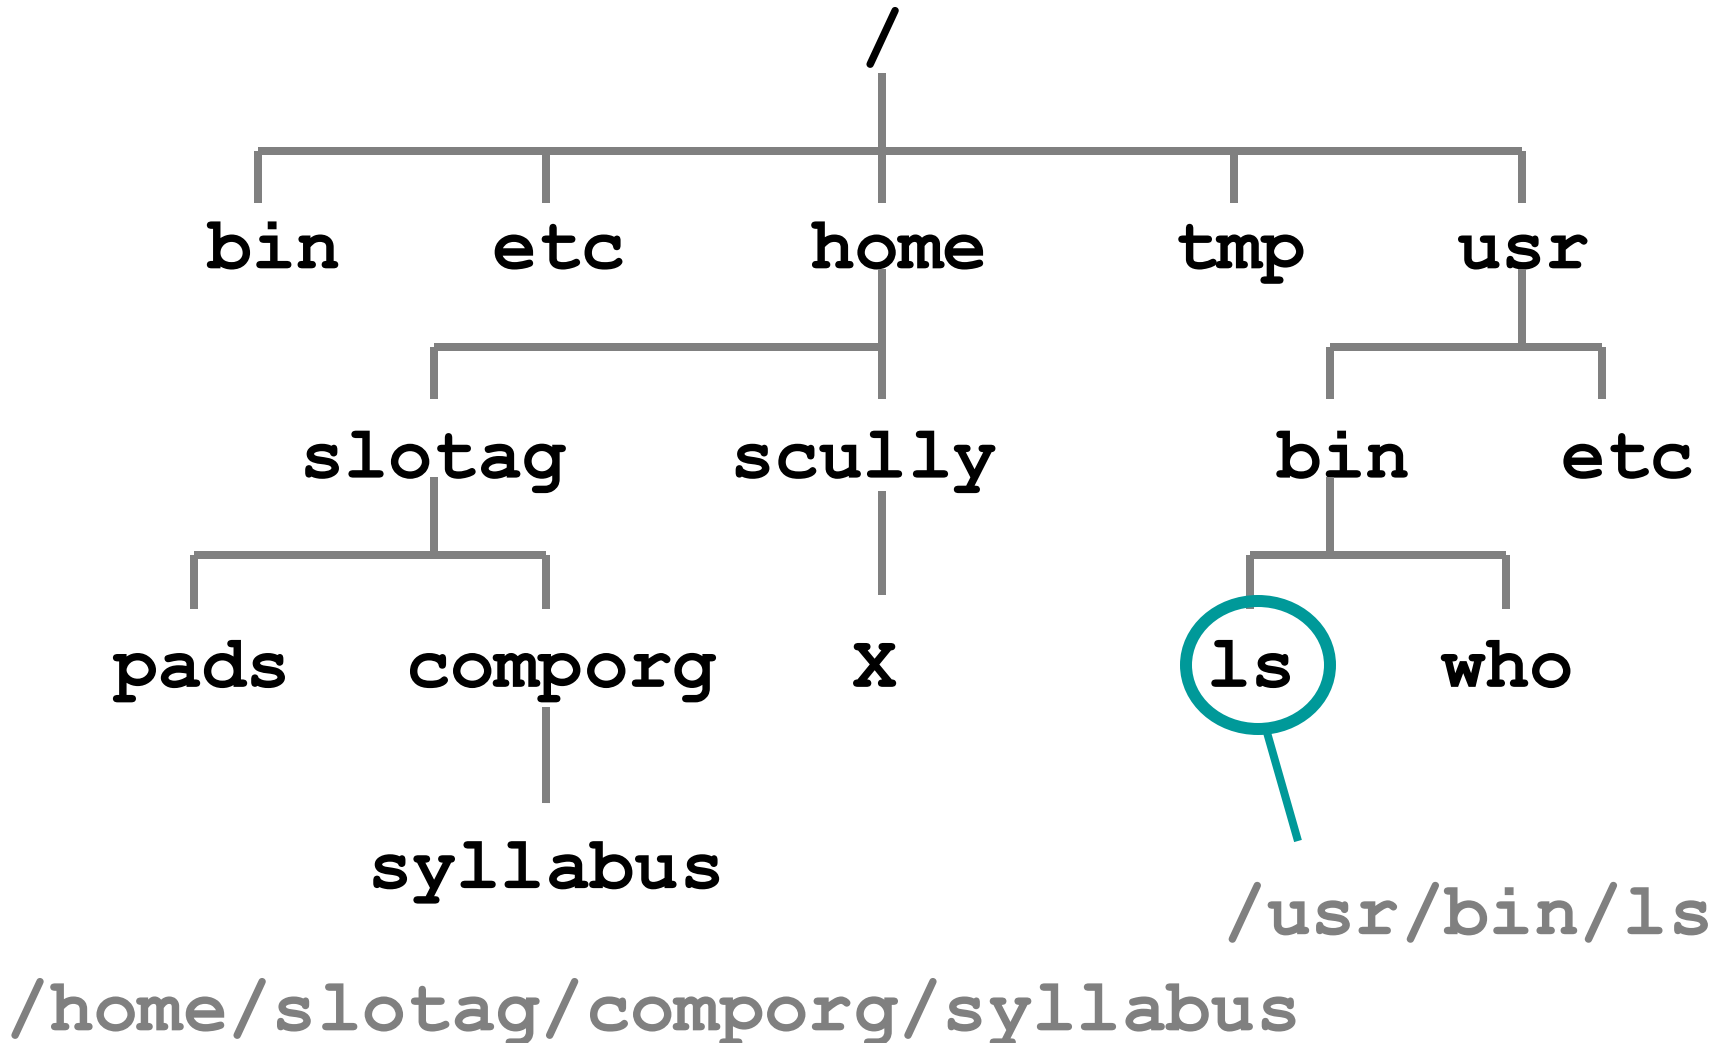 /
bin etc home tmp usr
slotag scully bin etc
pads comporg X ls who
syllabus
/usr/bin/ls
/home/slotag/comporg/syllabus